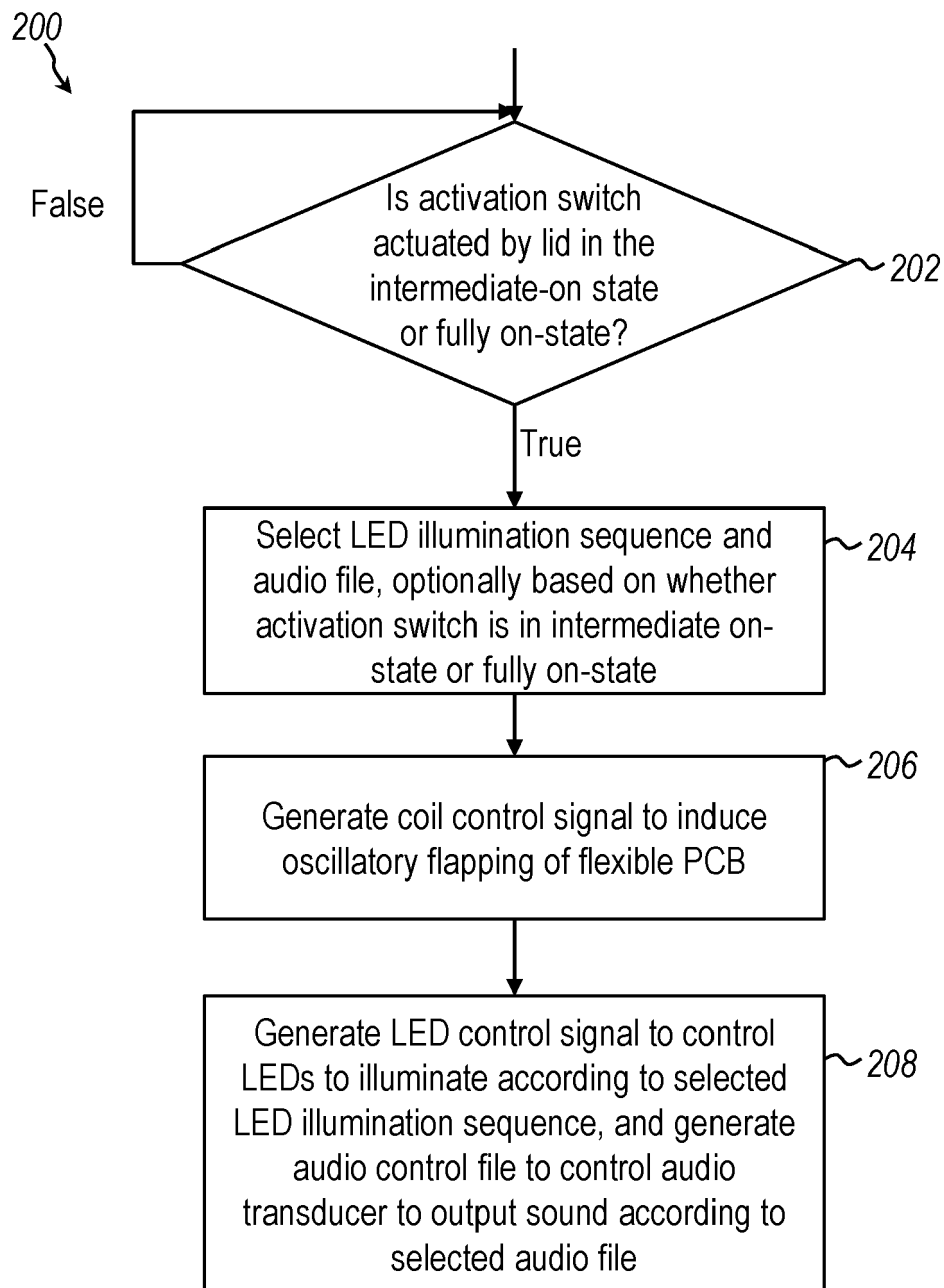 200
False
Is activation switch
actuated by lid in the
intermediate-on state
or fully on-state?
202
True
Select LED illumination sequence and
audio file, optionally based on whether
activation switch is in intermediate on-
state or fully on-state
204
Generate coil control signal to induce
oscillatory flapping of flexible PCB
206
Generate LED control signal to control
LEDs to illuminate according to selected
LED illumination sequence, and generate
audio control file to control audio
transducer to output sound according to
selected audio file
208